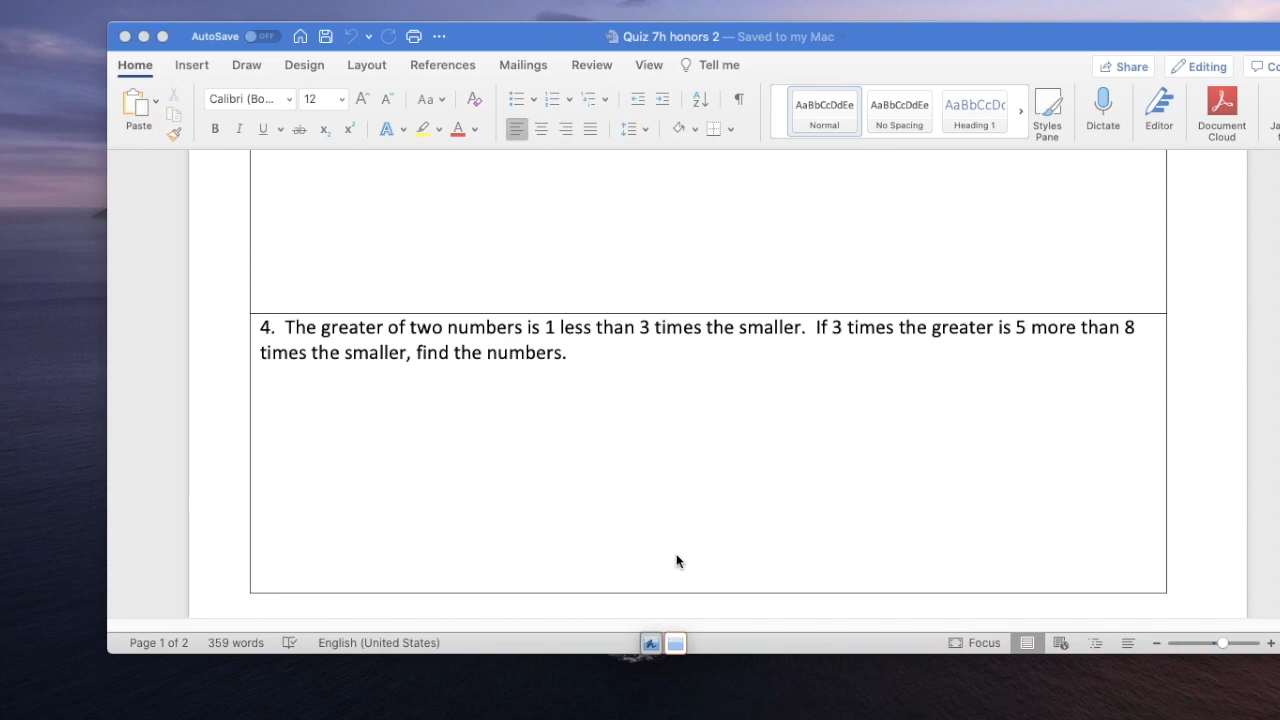 AutoSave OFF Quiz 7h honors 2 — Saved to my Mac
Home Insert Draw Design Layout References Mailings Review View Tell me Share Editing Co
Paste Calibri (Bo... 12 Aa AaBbCcDdEe AaBbCcDdEe AaBbCcDc
Normal No Spacing Heading 1 Styles Pane Dictate Editor Document Cloud
4. The greater of two numbers is 1 less than 3 times the smaller. If 3 times the greater is 5 more than 8
times the smaller, find the numbers.
Page 1 of 2 359 words English (United States) Focus